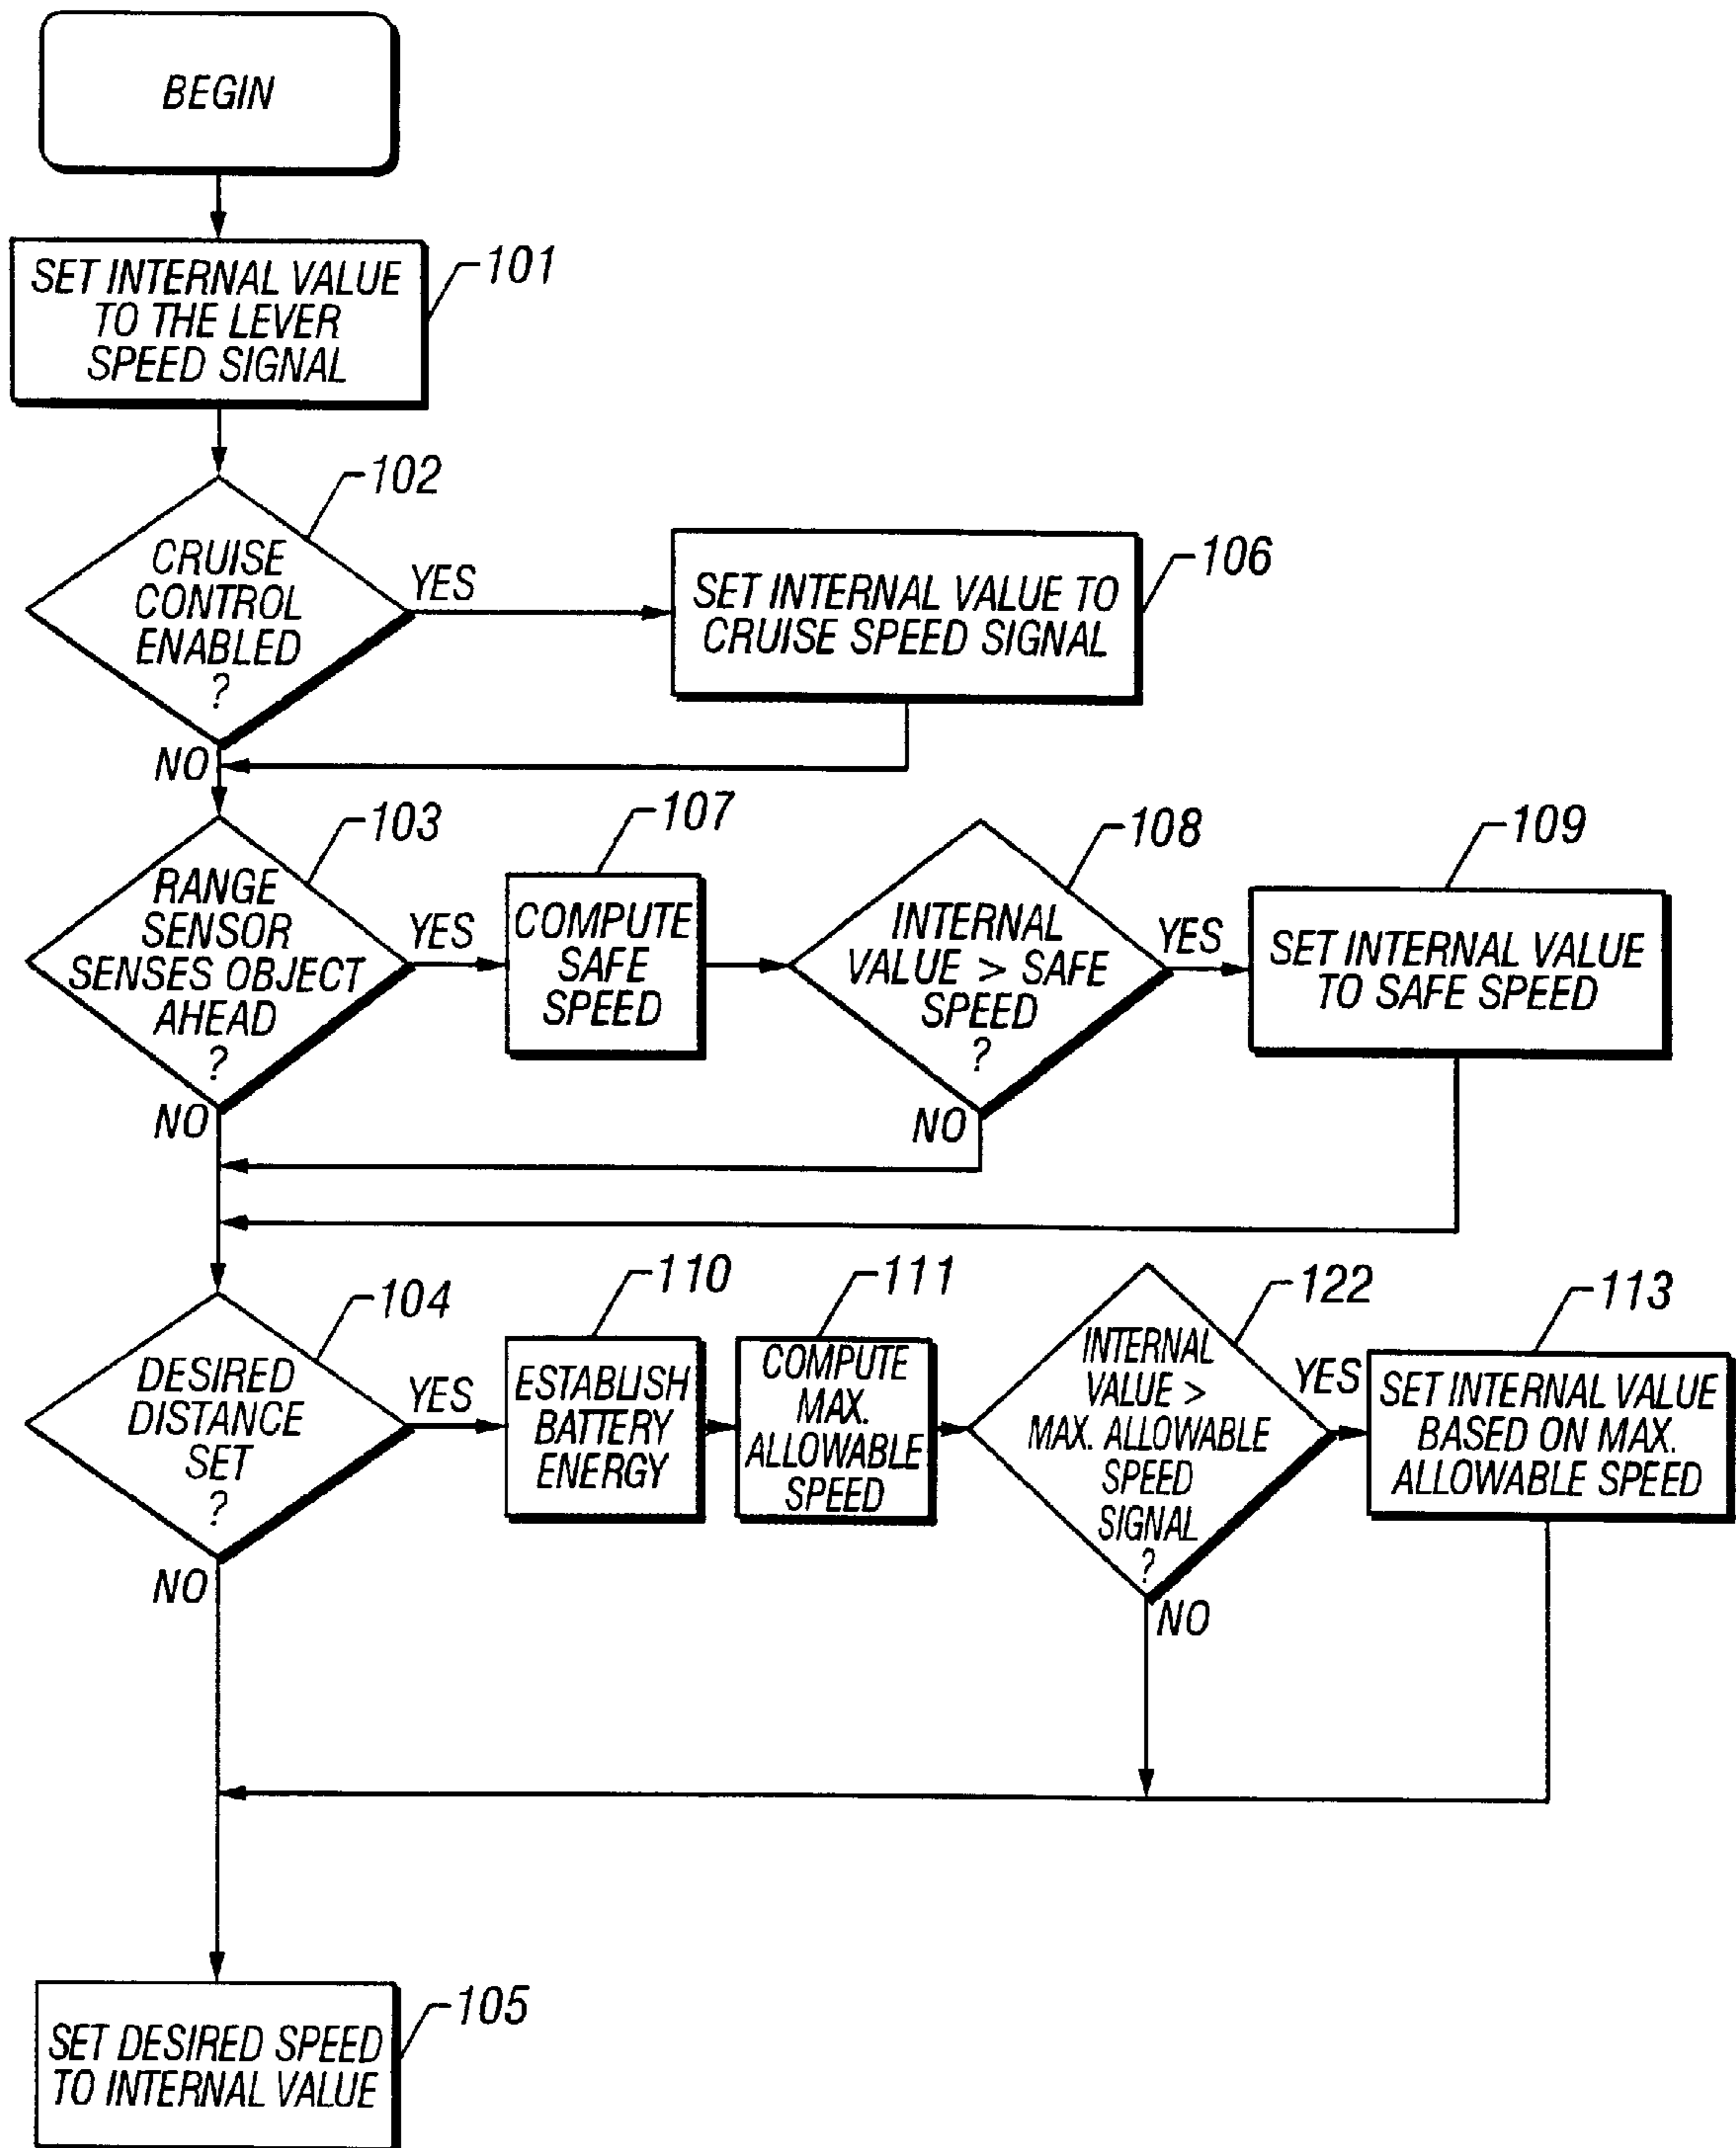 BEGIN
SET INTERNAL VALUE
TO THE LEVER
SPEED SIGNAL
101
102
CRUISE
CONTROL
ENABLED
?
YES
NO
SET INTERNAL VALUE TO
CRUISE SPEED SIGNAL
106
103
RANGE
SENSOR
SENSES OBJECT
AHEAD
?
YES
NO
107
COMPUTE
SAFE
SPEED
108
INTERNAL
VALUE > SAFE
SPEED
?
YES
NO
109
SET INTERNAL VALUE
TO SAFE SPEED
104
DESIRED
DISTANCE
SET
?
YES
NO
110
ESTABLISH
BATTERY
ENERGY
111
COMPUTE
MAX.
ALLOWABLE
SPEED
122
INTERNAL
VALUE >
MAX. ALLOWABLE
SPEED
SIGNAL
?
YES
NO
113
SET INTERNAL VALUE
BASED ON MAX.
ALLOWABLE SPEED
105
SET DESIRED SPEED
TO INTERNAL VALUE